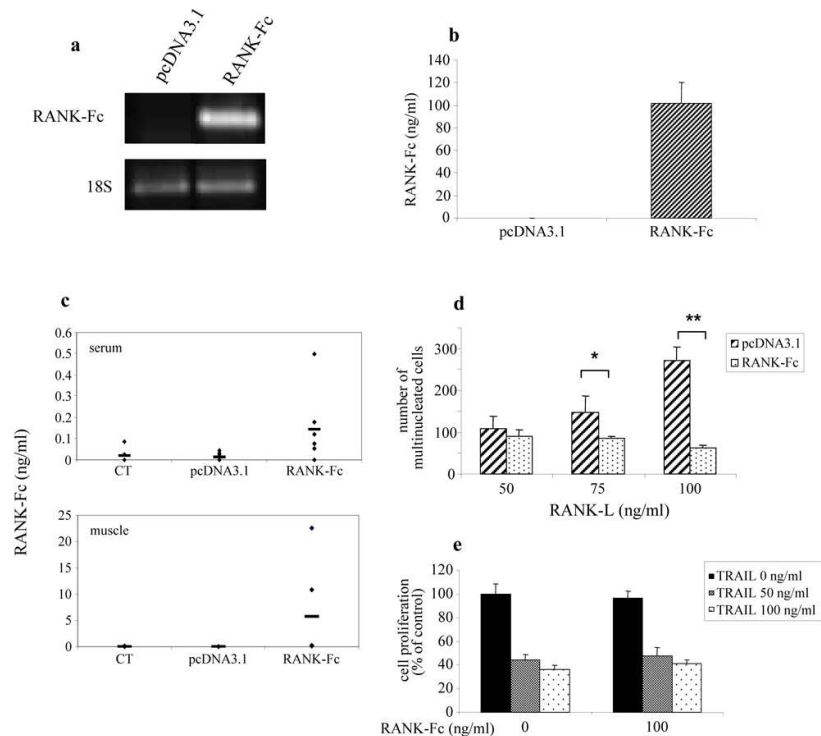 a
pcDNA3.1
RANK-Fc
RANK-Fc
18S
b
RANK-Fc (ng/ml)
140
120
100
80
60
40
20
0
pcDNA3.1
RANK-Fc
c
RANK-Fc (ng/ml)
serum
0.6
0.5
0.4
0.3
0.2
0.1
0
CT
pcDNA3.1
RANK-Fc
muscle
25
20
15
10
5
0
CT
pcDNA3.1
RANK-Fc
d
number of
multinucleated cells
300
200
100
0
*
**
pcDNA3.1
RANK-Fc
50
75
100
RANK-L (ng/ml)
e
cell proliferation
(% of control)
120
100
80
60
40
20
0
TRAIL 0 ng/ml
TRAIL 50 ng/ml
TRAIL 100 ng/ml
RANK-Fc (ng/ml)
0
100